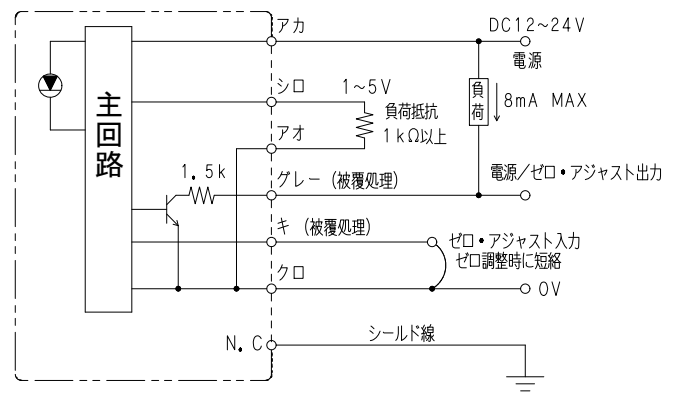 アカ
DC12~24V
電源
シロ
1~5V
負荷抵抗
1kΩ以上
負荷
8mA MAX
主回路
アオ
1.5k
グレー (被覆処理)
電源/ゼロ・アジャスト出力
キ (被覆処理)
ゼロ・アジャスト入力
ゼロ調整時に短絡
クロ
0V
N.C
シールド線